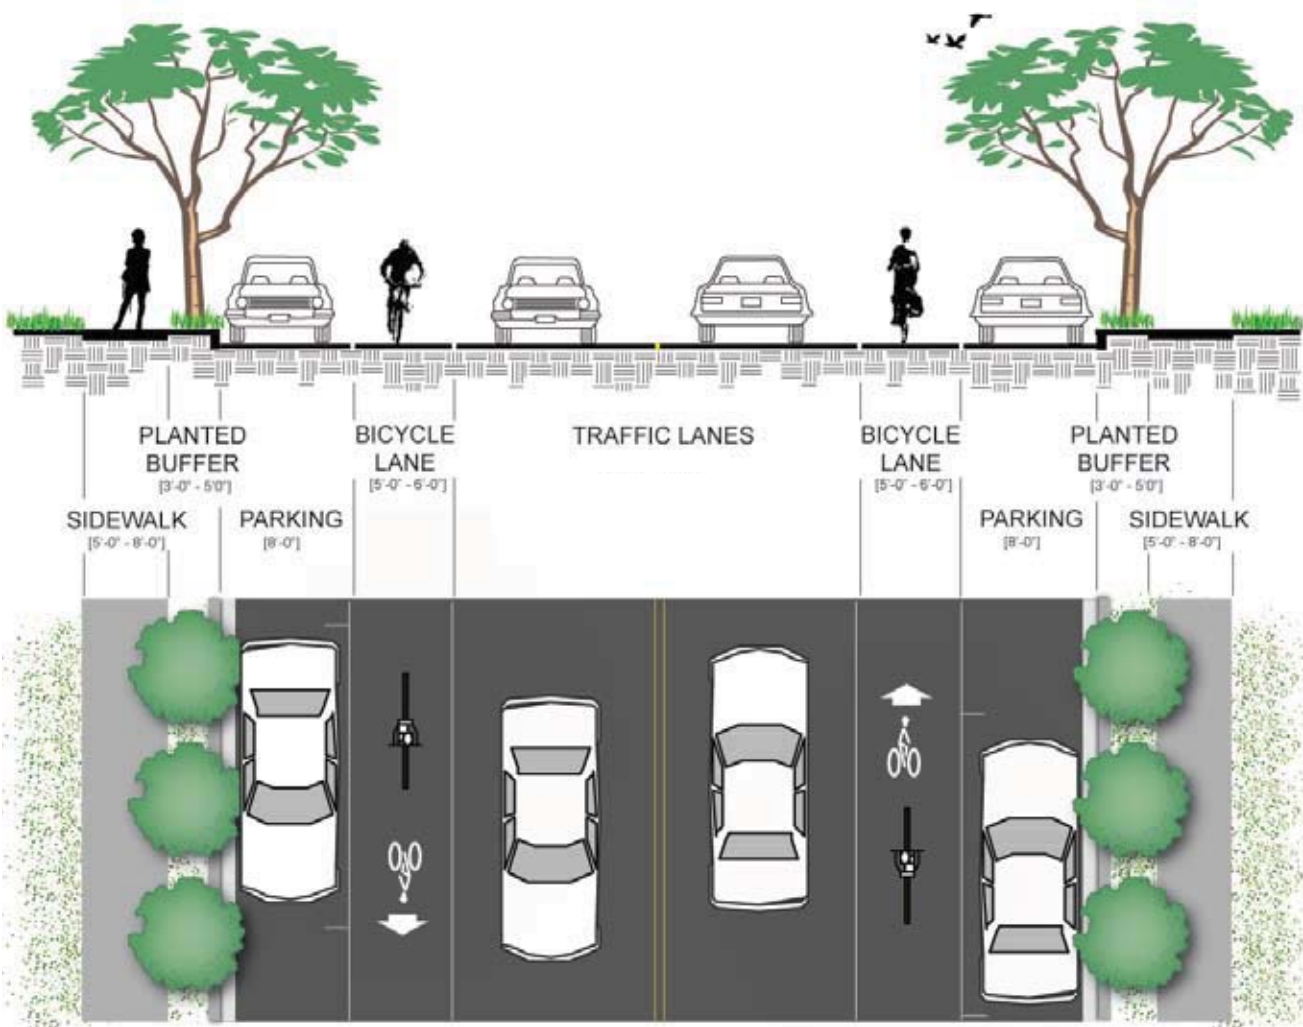 PLANTED
BUFFER
[3'-0" - 5'0"]
BICYCLE
LANE
[5'-0" - 6'-0"]
TRAFFIC LANES
BICYCLE
LANE
[5'-0" - 6'-0"]
PLANTED
BUFFER
[3'-0" - 5'0"]
SIDEWALK
[5'-0" - 8'-0"]
PARKING
[8'-0"]
PARKING
[8'-0"]
SIDEWALK
[5'-0" - 8'-0"]